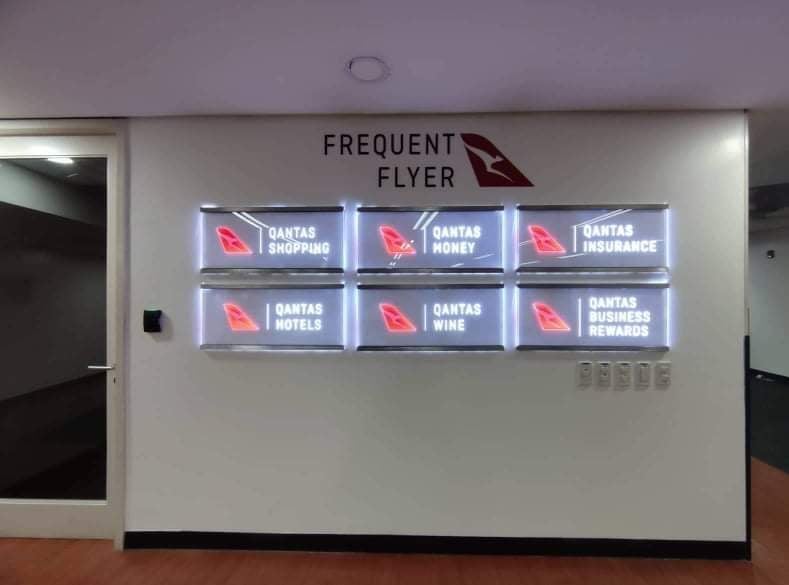 FREQUENT
FLYER
QANTAS
SHOPPING
QANTAS
MONEY
QANTAS
INSURANCE
QANTAS
HOTELS
QANTAS
WINE
QANTAS
BUSINESS
REWARDS